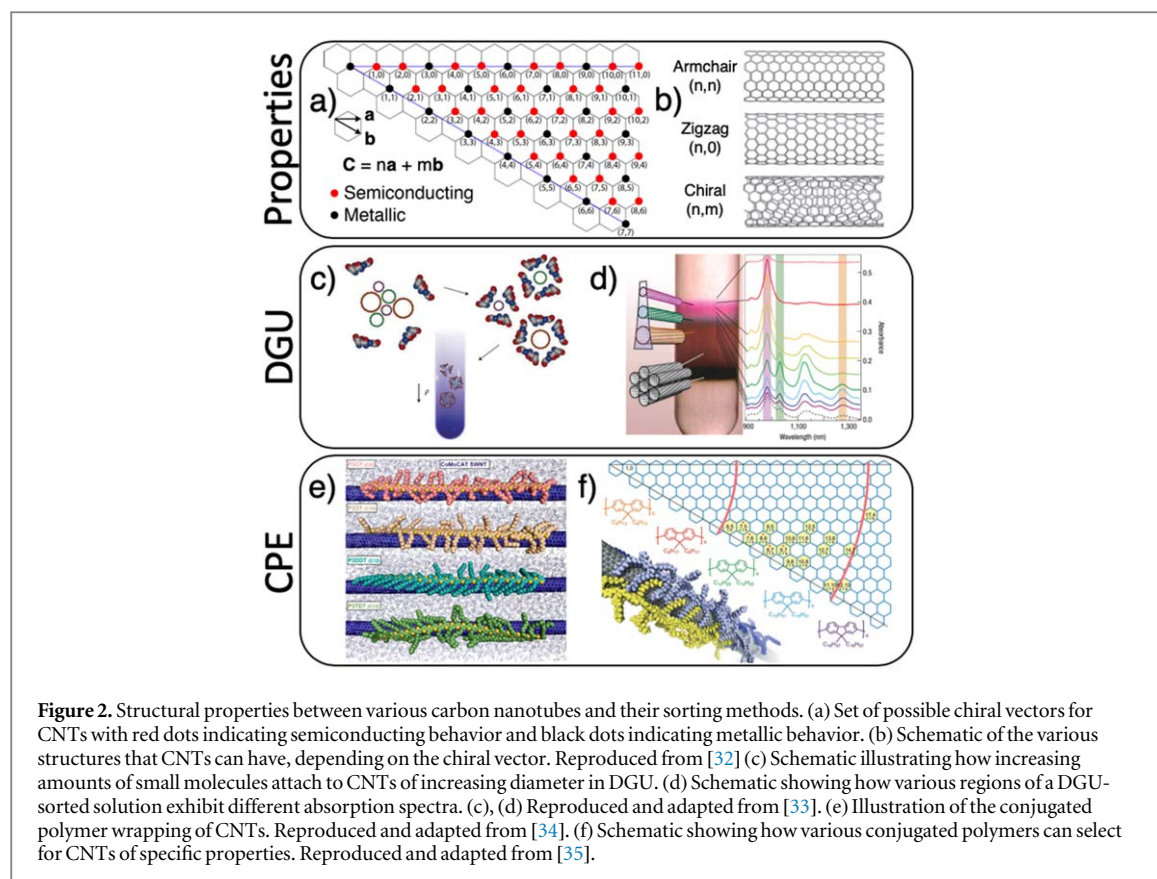 Properties
a)
(1,0) (2,0) (3,0) (4,0) (5,0) (6,0) (7,0) (8,0) (9,0) (10,0) (11,0)
(1,1) (2,1) (3,1) (4,1) (5,1) (6,1) (7,1) (8,1) (9,1) (10,1)
(2,2) (3,2) (4,2) (5,2) (6,2) (7,2) (8,2) (9,2) (10,2)
(3,3) (4,3) (5,3) (6,3) (7,3) (8,3) (9,3)
(4,4) (5,4) (6,4) (7,4) (8,4) (9,4)
(5,5) (6,5) (7,5) (8,5)
(6,6) (7,6) (8,6)
(7,7)
a
b
C = na + mb
Semiconducting
Metallic
b)
Armchair
(n,n)
Zigzag
(n,0)
Chiral
(n,m)
DGU
c)
ρ
d)
0.5
0.4
0.3
0.2
0.1
0.0
Absorbance
900 1,100 1,300
Wavelength (nm)
CPE
e)
CoMoCAT SWNT
f)
Figure 2. Structural properties between various carbon nanotubes and their sorting methods. (a) Set of possible chiral vectors for
CNTs with red dots indicating semiconducting behavior and black dots indicating metallic behavior. (b) Schematic of the various
structures that CNTs can have, depending on the chiral vector. Reproduced from [32] (c) Schematic illustrating how increasing
amounts of small molecules attach to CNTs of increasing diameter in DGU. (d) Schematic showing how various regions of a DGU-
sorted solution exhibit different absorption spectra. (c), (d) Reproduced and adapted from [33]. (e) Illustration of the conjugated
polymer wrapping of CNTs. Reproduced and adapted from [34]. (f) Schematic showing how various conjugated polymers can select
for CNTs of specific properties. Reproduced and adapted from [35].